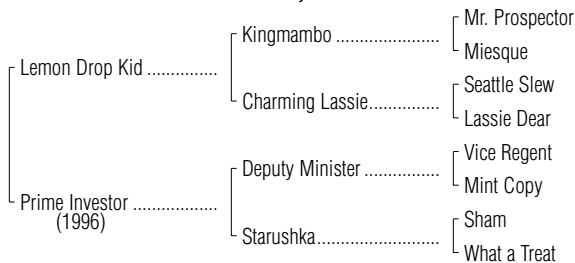 Mr. Prospector
Kingmambo ....................
Miesque
Lemon Drop Kid ...............
Seattle Slew
Charming Lassie...............
Lassie Dear
Vice Regent
Deputy Minister ................
Mint Copy
Prime Investor .................
(1996)
Sham
Starushka.........................
What a Treat